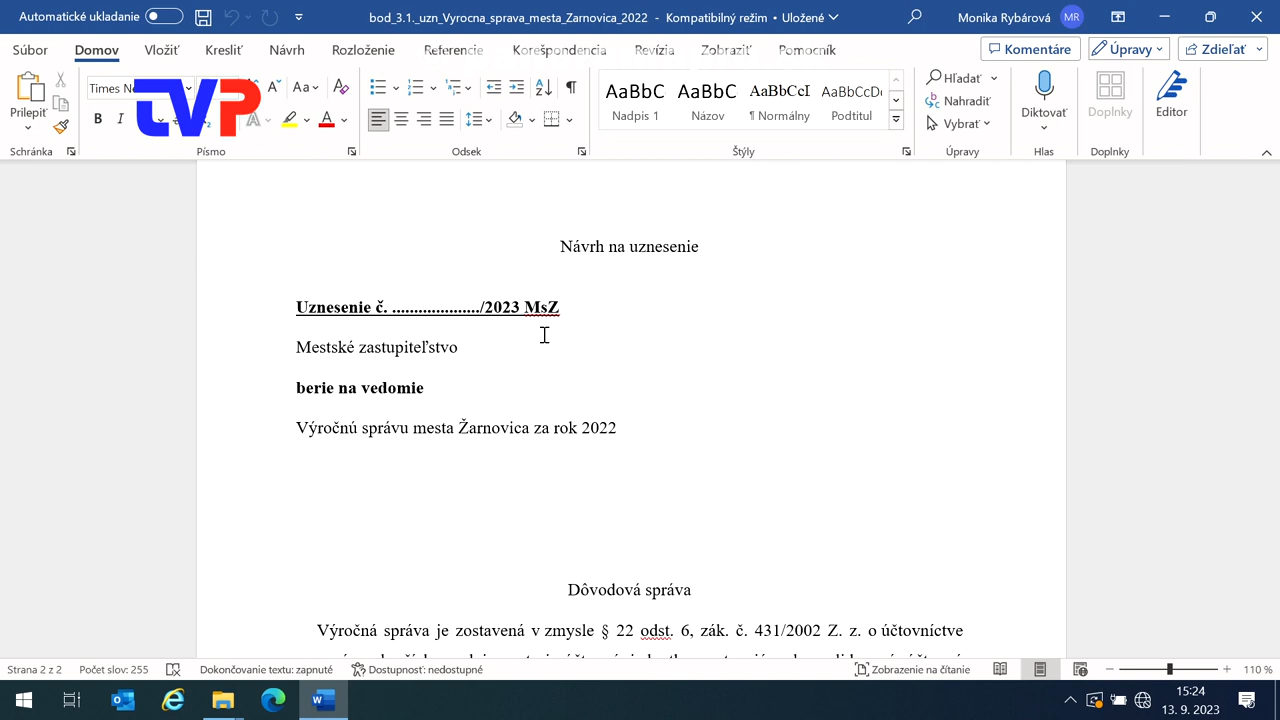 Automatické ukladanie
bod_3.1._uzn_Vyrocna_sprava_mesta_Zarnovica_2022 - Kompatibilný režim • Uložené
Monika Rybárová MR
Súbor Domov Vložiť Kresliť Návrh Rozloženie Referencie Korešpondencia Revízia Zobraziť Pomocník
Komentáre Úpravy Zdieľať
Prilepiť
Times N
B I
TVP
AaBbC AaBbC AaBbCcI AaBbCcD
Nadpis 1 Názov ¶ Normálny Podtitul
Hľadať
Nahradiť
Vybrať
Diktovať
Doplnky
Editor
Schránka Písmo Odsek Štýly Úpravy Hlas Doplnky
Návrh na uznesenie
Uznesenie č. ..................../2023 MsZ
Mestské zastupiteľstvo
berie na vedomie
Výročnú správu mesta Žarnovica za rok 2022
Dôvodová správa
Výročná správa je zostavená v zmysle § 22 odst. 6, zák. č. 431/2002 Z. z. o účtovníctve
Strana 2 z 2 Počet slov: 255 Dokončovanie textu: zapnuté Dostupnosť: nedostupné Zobrazenie na čítanie 110 %
15:24
13. 9. 2023